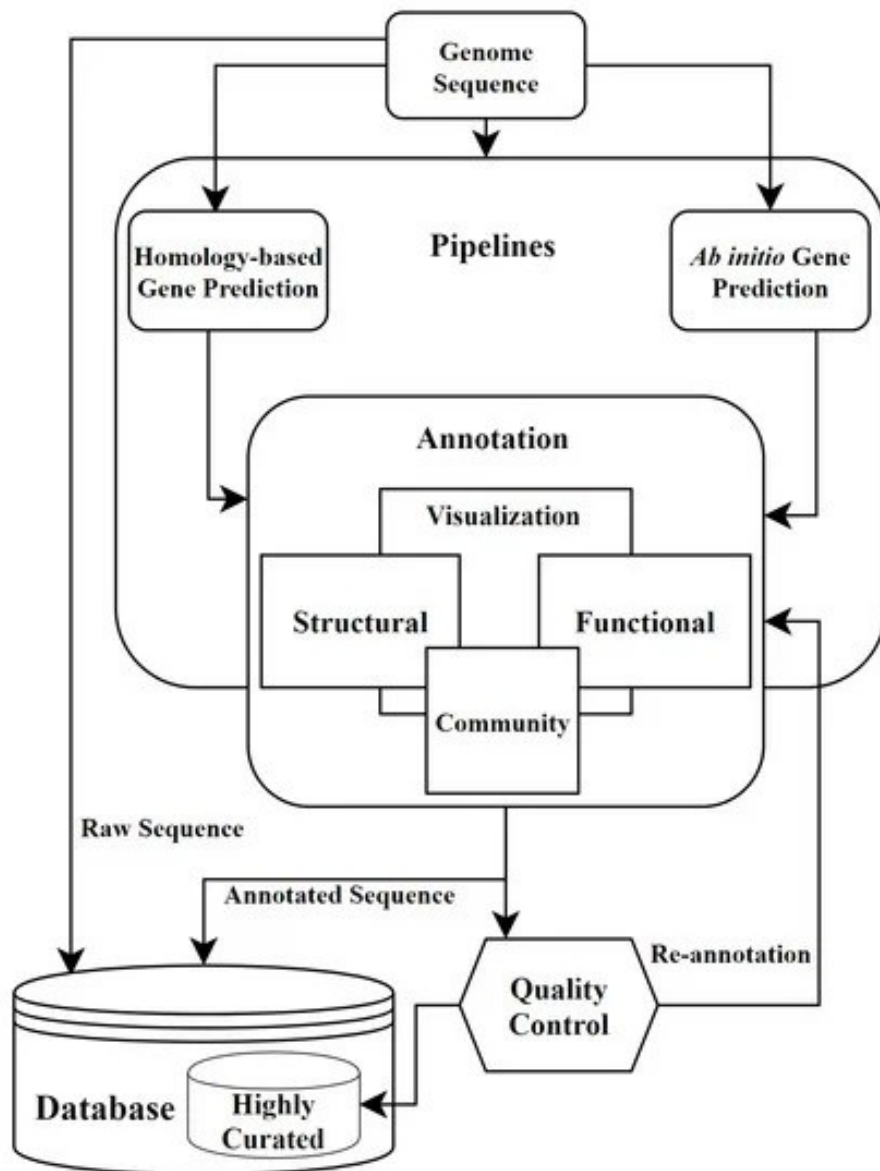 Genome
Sequence
Homology-based
Gene Prediction
Pipelines
Ab initio Gene
Prediction
Annotation
Visualization
Structural
Functional
Community
Raw Sequence
Annotated Sequence
Re-annotation
Quality
Control
Database
Highly
Curated